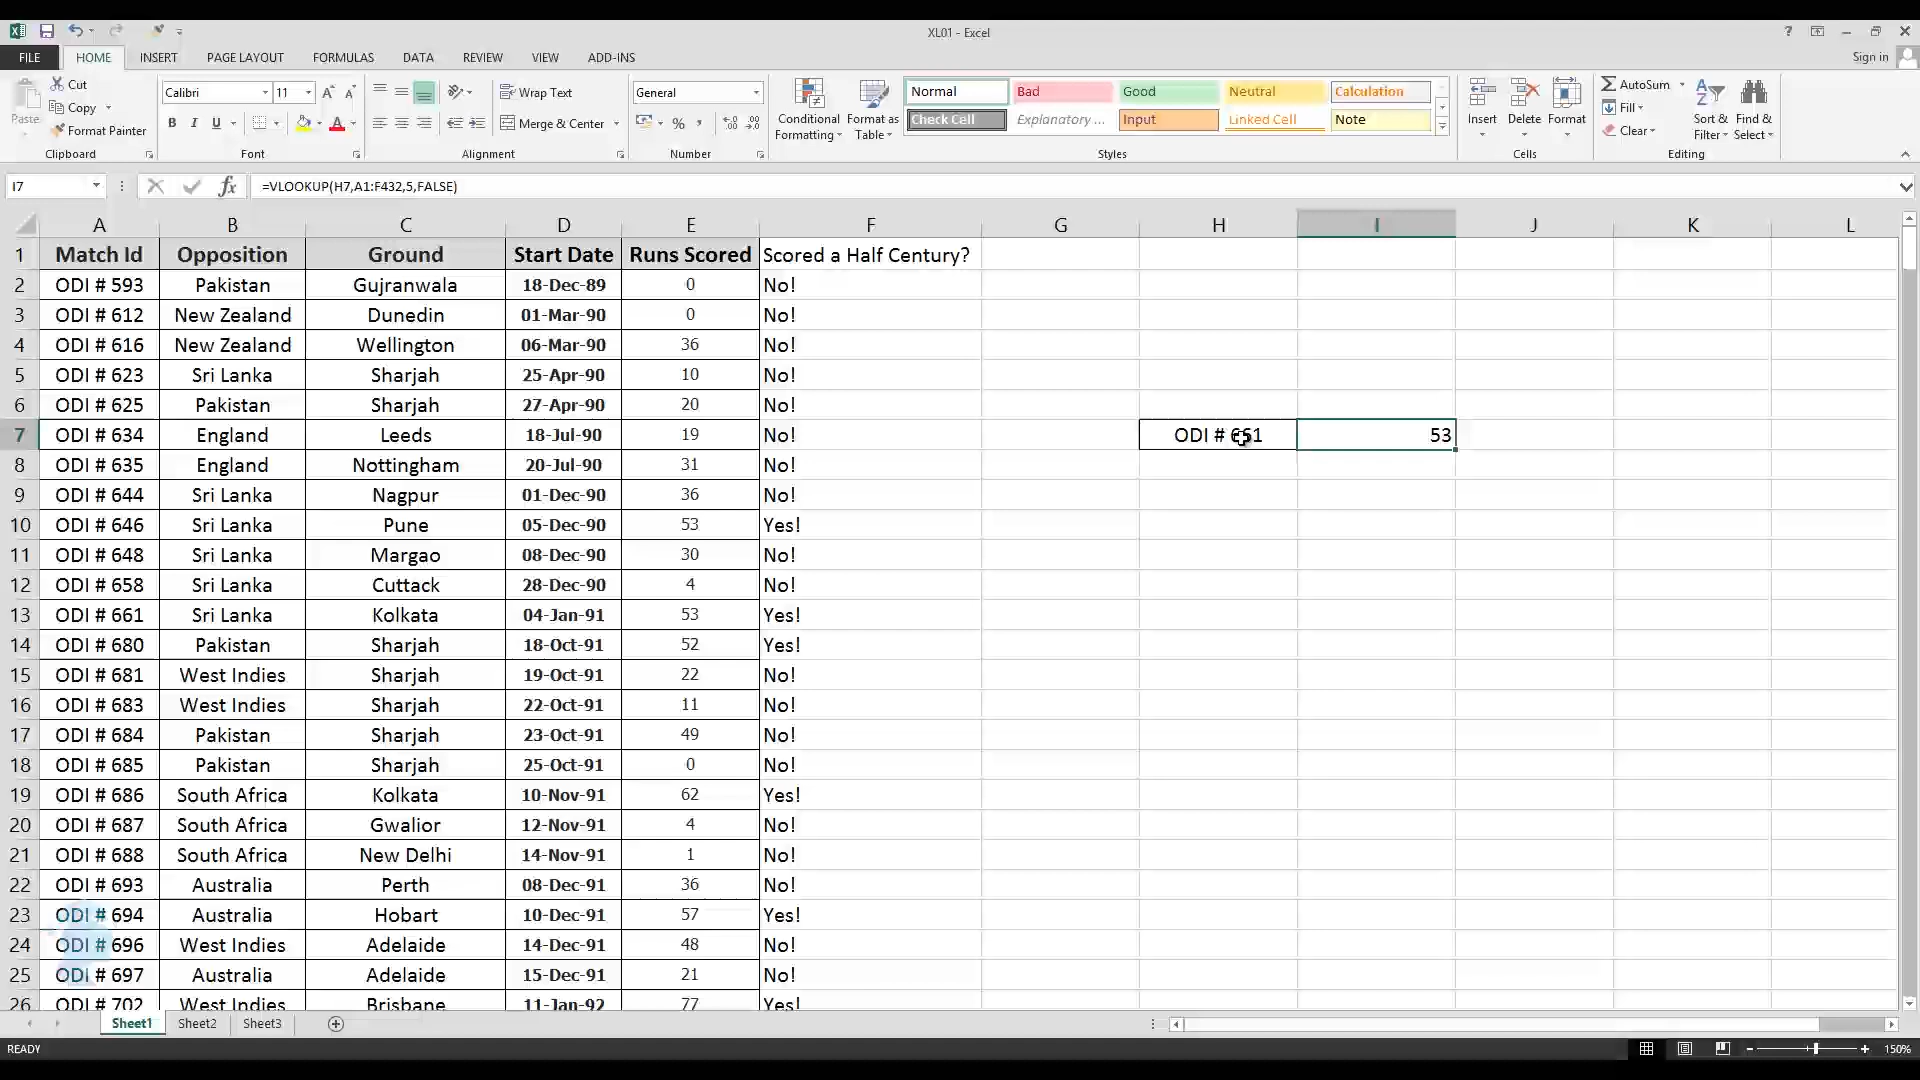 XL01 - Excel
?
FILE HOME INSERT PAGE LAYOUT FORMULAS DATA REVIEW VIEW ADD-INS Sign in
Paste
Cut
Copy
Format Painter
Clipboard
Calibri 11 A A
B I U A
Font
Wrap Text
Merge & Center
Alignment
General
% , .00 .0
Number
Conditional Formatting
Format as Table
Normal Bad Good Neutral Calculation
Check Cell Explanatory ... Input Linked Cell Note
Styles
Insert Delete Format
Cells
AutoSum
Fill
Clear
Sort & Filter
Find & Select
Editing
I7 fx =VLOOKUP(H7,A1:F432,5,FALSE)
A B C D E F G H I J K L
1 Match Id Opposition Ground Start Date Runs Scored Scored a Half Century?
2 ODI # 593 Pakistan Gujranwala 18-Dec-89 0 No!
3 ODI # 612 New Zealand Dunedin 01-Mar-90 0 No!
4 ODI # 616 New Zealand Wellington 06-Mar-90 36 No!
5 ODI # 623 Sri Lanka Sharjah 25-Apr-90 10 No!
6 ODI # 625 Pakistan Sharjah 27-Apr-90 20 No!
7 ODI # 634 England Leeds 18-Jul-90 19 No! ODI # 661 53
8 ODI # 635 England Nottingham 20-Jul-90 31 No!
9 ODI # 644 Sri Lanka Nagpur 01-Dec-90 36 No!
10 ODI # 646 Sri Lanka Pune 05-Dec-90 53 Yes!
11 ODI # 648 Sri Lanka Margao 08-Dec-90 30 No!
12 ODI # 658 Sri Lanka Cuttack 28-Dec-90 4 No!
13 ODI # 661 Sri Lanka Kolkata 04-Jan-91 53 Yes!
14 ODI # 680 Pakistan Sharjah 18-Oct-91 52 Yes!
15 ODI # 681 West Indies Sharjah 19-Oct-91 22 No!
16 ODI # 683 West Indies Sharjah 22-Oct-91 11 No!
17 ODI # 684 Pakistan Sharjah 23-Oct-91 49 No!
18 ODI # 685 Pakistan Sharjah 25-Oct-91 0 No!
19 ODI # 686 South Africa Kolkata 10-Nov-91 62 Yes!
20 ODI # 687 South Africa Gwalior 12-Nov-91 4 No!
21 ODI # 688 South Africa New Delhi 14-Nov-91 1 No!
22 ODI # 693 Australia Perth 08-Dec-91 36 No!
23 ODI # 694 Australia Hobart 10-Dec-91 57 Yes!
24 ODI # 696 West Indies Adelaide 14-Dec-91 48 No!
25 ODI # 697 Australia Adelaide 15-Dec-91 21 No!
26 ODI # 702 West Indies Brisbane 11-Jan-92 77 Yes!
Sheet1 Sheet2 Sheet3
READY 150%